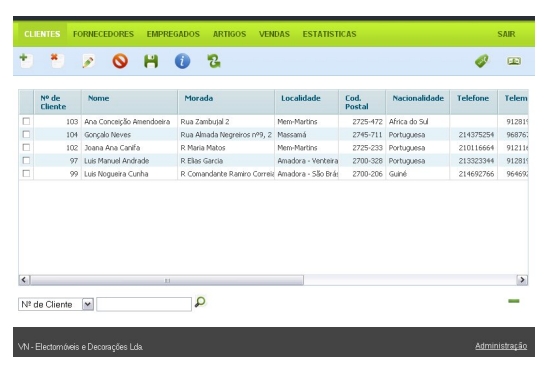 CLIENTES FORNECEDORES EMPREGADOS ARTIGOS VENDAS ESTATISTICAS SAIR
Nº de Cliente Nome Morada Localidade Cod. Postal Nacionalidade Telefone Telem
103 Ana Conceição Amendoeira Rua Zambujal 2 Mem-Martins 2725-472 Africa do Sul 91281
104 Gonçalo Neves Rua Almada Negreiros nº9, 2 Massamá 2745-711 Portuguesa 214375254 96876
102 Joana Ana Canifa R Maria Matos Mem-Martins 2725-233 Portuguesa 210116664 91211
97 Luis Manuel Andrade R Elias Garcia Amadora - Venteira 2700-328 Portuguesa 213323344 91281
99 Luis Nogueira Cunha R Comandante Ramiro Correia Amadora - São Brás 2700-206 Guiné 214692766 96469
Nº de Cliente
VN - Electromóveis e Decorações Lda. Administração